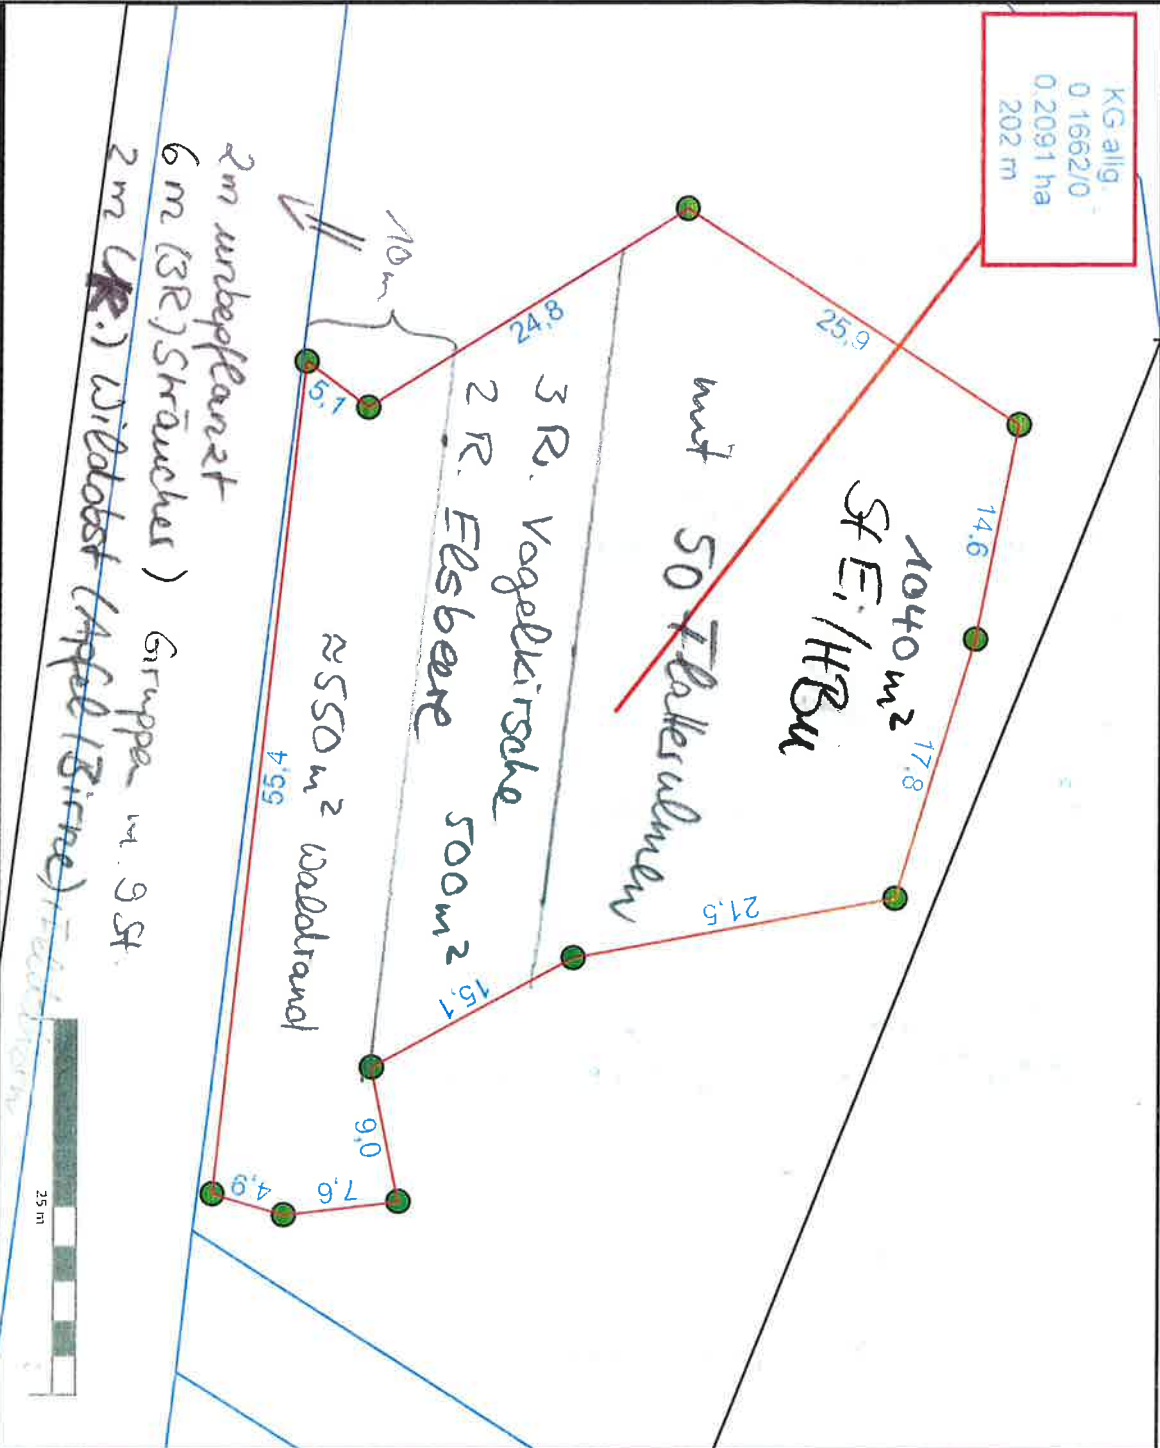 KG allg.
0.1662/0
0.2091 ha
202 m
25,9
14,6
17,8
21,5
15,1
9,0
7,6
4,9
55,4
5,1
24,8
1040 m²
StEi/HBu
mit 50 Flatterulmen
3 R. Vogelkirsche
2 R. Elsbeere 500 m²
≈550 m² Waldrand
10 m
2 m unbepflanzt
6 m (3R.) Sträucher) Gruppen m. 9 St.
2 m (R.) Wildobst (Apfel/Birne)
25 m